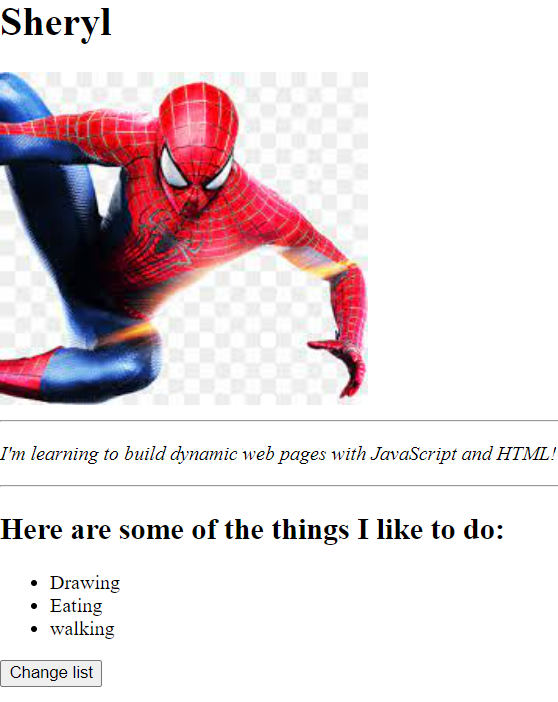 Sheryl
I'm learning to build dynamic web pages with JavaScript and HTML!
Here are some of the things I like to do:
Drawing
Eating
walking
Change list